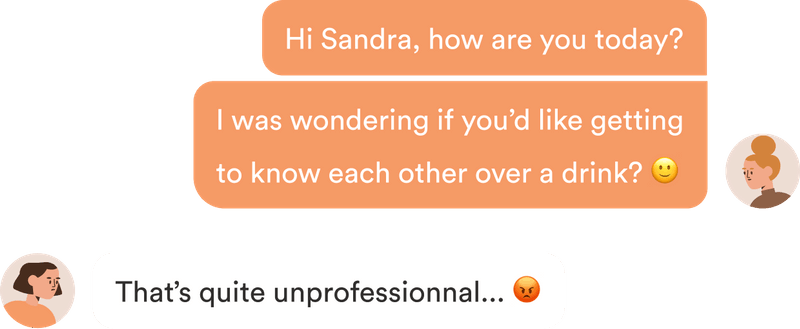 Hi Sandra, how are you today?
I was wondering if you’d like getting
to know each other over a drink? 🙂
That’s quite unprofessionnal... 😡